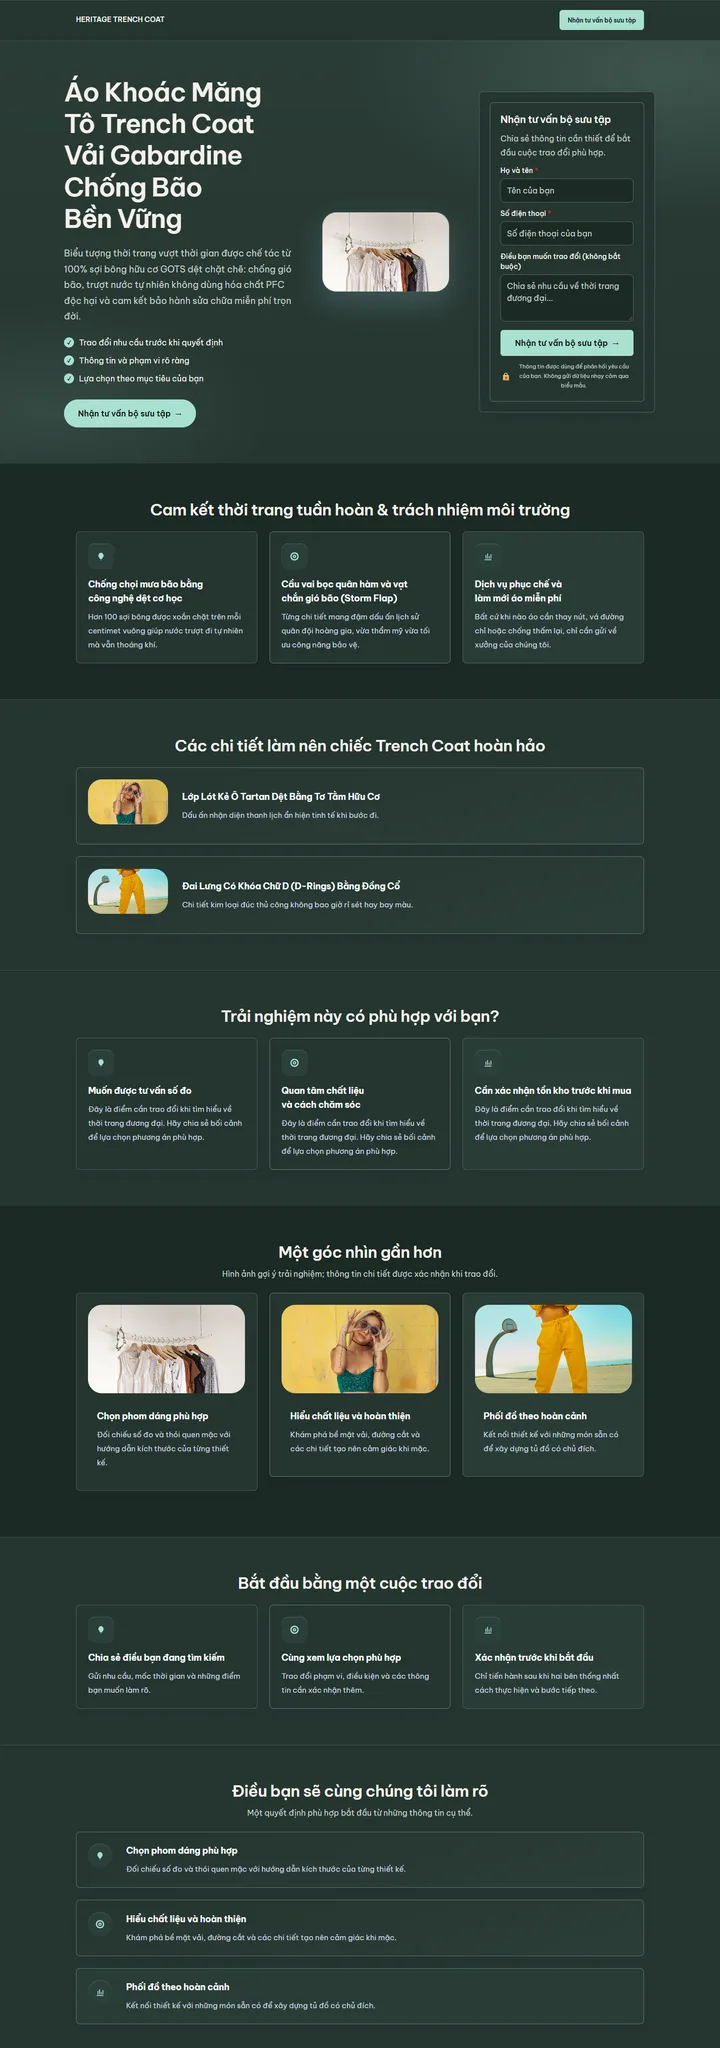 HERITAGE TRENCH COAT
Nhận tư vấn bộ sưu tập
Áo Khoác Măng
Tô Trench Coat
Vải Gabardine
Chống Bão
Bền Vững
Biểu tượng thời trang vượt thời gian được chế tác từ
100% sợi bông hữu cơ GOTS dệt chặt chẽ: chống gió
bão, trượt nước tự nhiên không dùng hóa chất PFC
độc hại và cam kết bảo hành sửa chữa miễn phí trọn
đời.
Trao đổi nhu cầu trước khi quyết định
Thông tin và phạm vi rõ ràng
Lựa chọn theo mục tiêu của bạn
Nhận tư vấn bộ sưu tập →
Nhận tư vấn bộ sưu tập
Chia sẻ thông tin cần thiết để bắt
đầu cuộc trao đổi phù hợp.
Họ và tên *
Tên của bạn
Số điện thoại *
Số điện thoại của bạn
Điều bạn muốn trao đổi (không bắt
buộc)
Chia sẻ nhu cầu về thời trang
đương đại...
Nhận tư vấn bộ sưu tập →
Thông tin được dùng để phản hồi yêu cầu
của bạn. Không gửi dữ liệu nhạy cảm qua
biểu mẫu.
Cam kết thời trang tuần hoàn & trách nhiệm môi trường
Chống chọi mưa bão bằng
công nghệ dệt cơ học
Hơn 100 sợi bông được xoắn chặt trên mỗi
centimet vuông giúp nước trượt đi tự nhiên
mà vẫn thoáng khí.
Cầu vai bọc quân hàm và vạt
chắn gió bão (Storm Flap)
Từng chi tiết mang đậm dấu ấn lịch sử
quân đội hoàng gia, vừa thẩm mỹ vừa tối
ưu công năng bảo vệ.
Dịch vụ phục chế và
làm mới áo miễn phí
Bất cứ khi nào áo cần thay nút, vá đường
chỉ hoặc chống thấm lại, chỉ cần gửi về
xưởng của chúng tôi.
Các chi tiết làm nên chiếc Trench Coat hoàn hảo
Lớp Lót Kẻ Ô Tartan Dệt Bằng Tơ Tằm Hữu Cơ
Dấu ấn nhận diện thanh lịch ẩn hiện tinh tế khi bước đi.
Đai Lưng Có Khóa Chữ D (D-Rings) Bằng Đồng Cổ
Chi tiết kim loại đúc thủ công không bao giờ rỉ sét hay bay màu.
Trải nghiệm này có phù hợp với bạn?
Muốn được tư vấn số đo
Đây là điểm cần trao đổi khi tìm hiểu về
thời trang đương đại. Hãy chia sẻ bối cảnh
để lựa chọn phương án phù hợp.
Quan tâm chất liệu
và cách chăm sóc
Đây là điểm cần trao đổi khi tìm hiểu về
thời trang đương đại. Hãy chia sẻ bối cảnh
để lựa chọn phương án phù hợp.
Cần xác nhận tồn kho trước khi mua
Đây là điểm cần trao đổi khi tìm hiểu về
thời trang đương đại. Hãy chia sẻ bối cảnh
để lựa chọn phương án phù hợp.
Một góc nhìn gần hơn
Hình ảnh gợi ý trải nghiệm; thông tin chi tiết được xác nhận khi trao đổi.
Chọn phom dáng phù hợp
Đối chiếu số đo và thói quen mặc với
hướng dẫn kích thước của từng thiết
kế.
Hiểu chất liệu và hoàn thiện
Khám phá bề mặt vải, đường cắt và
các chi tiết tạo nên cảm giác khi mặc.
Phối đồ theo hoàn cảnh
Kết nối thiết kế với những món sẵn có
để xây dựng tủ đồ có chủ đích.
Bắt đầu bằng một cuộc trao đổi
Chia sẻ điều bạn đang tìm kiếm
Gửi nhu cầu, mốc thời gian và những điểm
bạn muốn làm rõ.
Cùng xem lựa chọn phù hợp
Trao đổi phạm vi, điều kiện và các thông
tin cần xác nhận thêm.
Xác nhận trước khi bắt đầu
Chỉ tiến hành sau khi hai bên thống nhất
cách thực hiện và bước tiếp theo.
Điều bạn sẽ cùng chúng tôi làm rõ
Một quyết định phù hợp bắt đầu từ những thông tin cụ thể.
Chọn phom dáng phù hợp
Đối chiếu số đo và thói quen mặc với hướng dẫn kích thước của từng thiết kế.
Hiểu chất liệu và hoàn thiện
Khám phá bề mặt vải, đường cắt và các chi tiết tạo nên cảm giác khi mặc.
Phối đồ theo hoàn cảnh
Kết nối thiết kế với những món sẵn có để xây dựng tủ đồ có chủ đích.